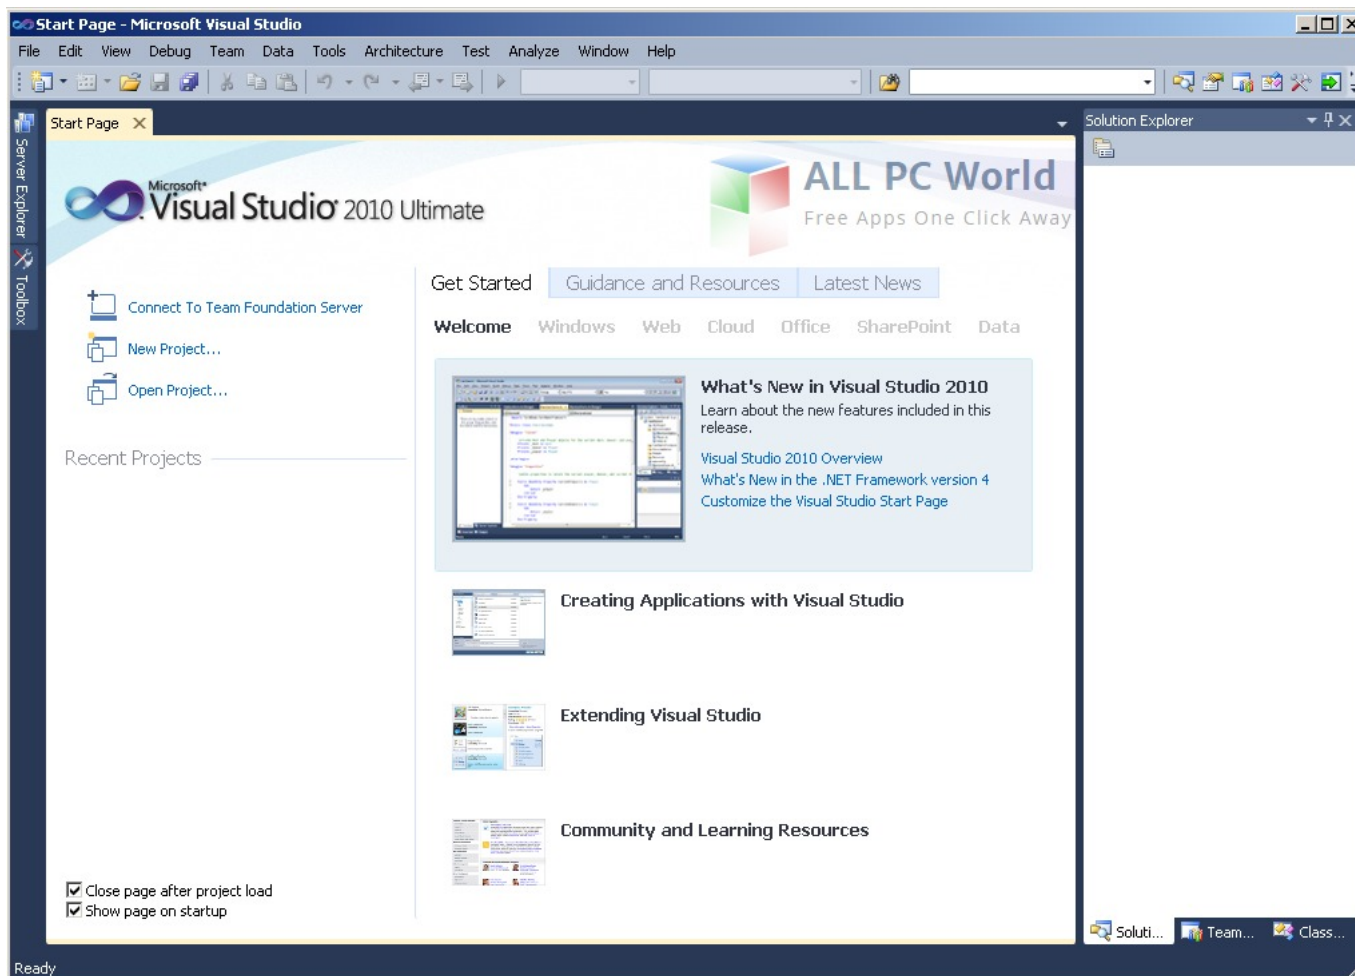 Start Page - Microsoft Visual Studio
File Edit View Debug Team Data Tools Architecture Test Analyze Window Help
Server Explorer
Toolbox
Start Page
Solution Explorer
Microsoft
Visual Studio 2010 Ultimate
ALL PC World
Free Apps One Click Away
Connect To Team Foundation Server
New Project...
Open Project...
Recent Projects
Get Started Guidance and Resources Latest News
Welcome Windows Web Cloud Office SharePoint Data
What's New in Visual Studio 2010
Learn about the new features included in this
release.
Visual Studio 2010 Overview
What's New in the .NET Framework version 4
Customize the Visual Studio Start Page
Creating Applications with Visual Studio
Extending Visual Studio
Community and Learning Resources
Close page after project load
Show page on startup
Soluti... Team... Class...
Ready